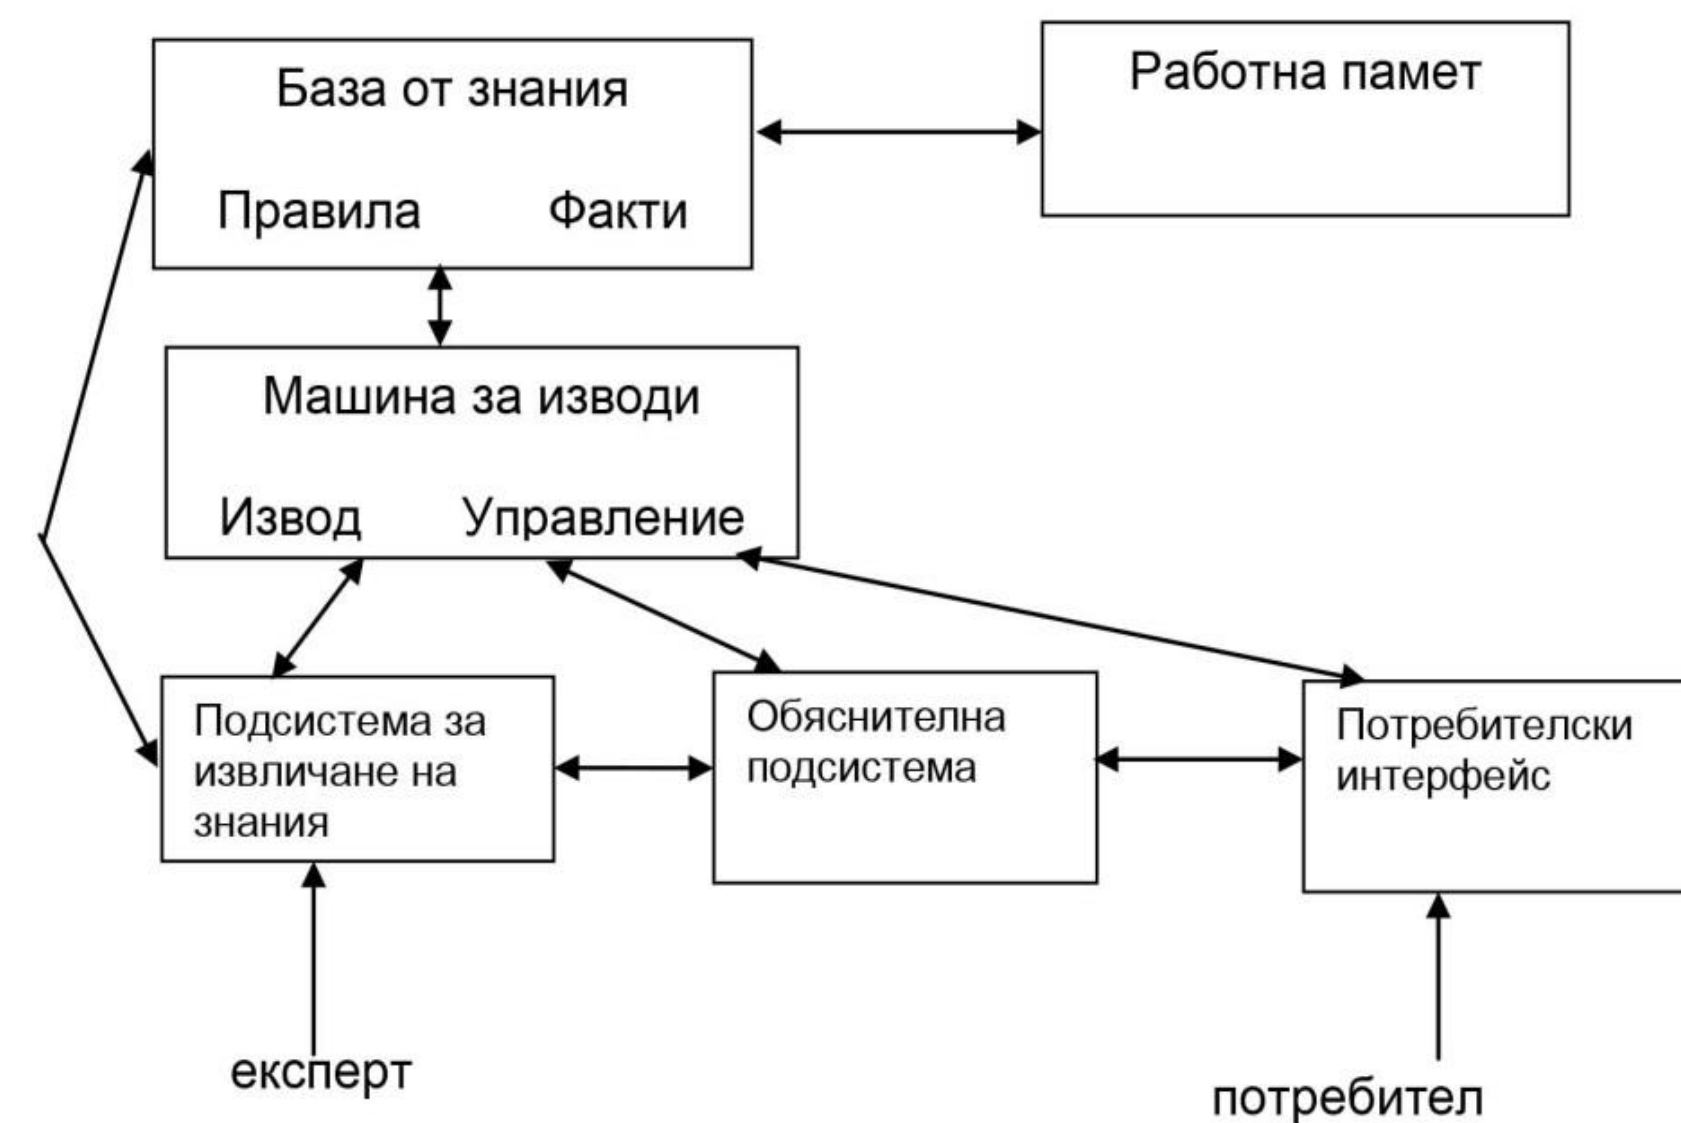 База от знания
Правила Факти
Работна памет
Машина за изводи
Извод Управление
Подсистема за
извличане на
знания
Обяснителна
подсистема
Потребителски
интерфейс
експерт
потребител